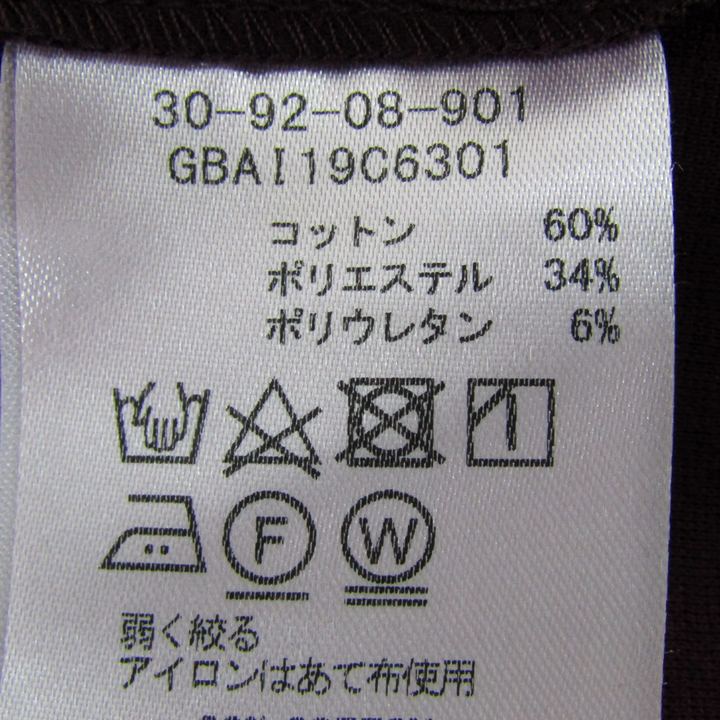 30-92-08-901
GBAI19C6301
コットン 60%
ポリエステル 34%
ポリウレタン 6%
F W
弱く絞る
アイロンはあて布使用